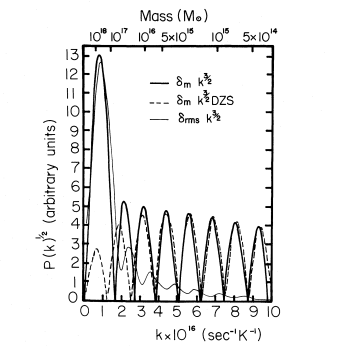 Mass (M⊙)
10¹⁸ 10¹⁷ 10¹⁶ 5×10¹⁵ 10¹⁵ 5×10¹⁴
13
12
11
10
9
8
7
6
5
4
3
2
1
0
P(k)^½ (arbitrary units)
δm k^3/2
δm k^3/2 DZS
δrms k^3/2
0 1 2 3 4 5 6 7 8 9 10
k×10¹⁶ (sec⁻¹K⁻¹)